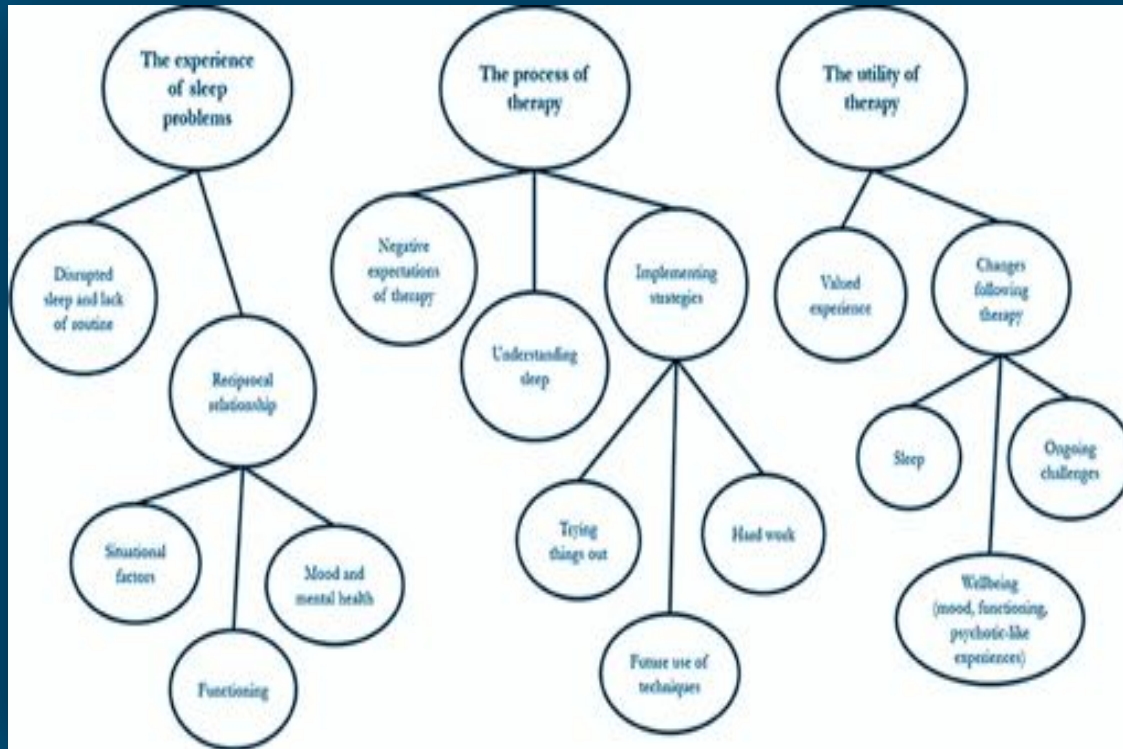 The experience
of sleep
problems
The process of
therapy
The utility of
therapy
Disrupted
sleep and lack
of routine
Reciprocal
relationship
Situational
factors
Functioning
Mood and
mental health
Negative
expectations
of therapy
Understanding
sleep
Implementing
strategies
Trying
things out
Future use of
techniques
Hard work
Valued
experience
Changes
following
therapy
Sleep
Wellbeing
(mood, functioning,
psychotic-like
experiences)
Ongoing
challenges